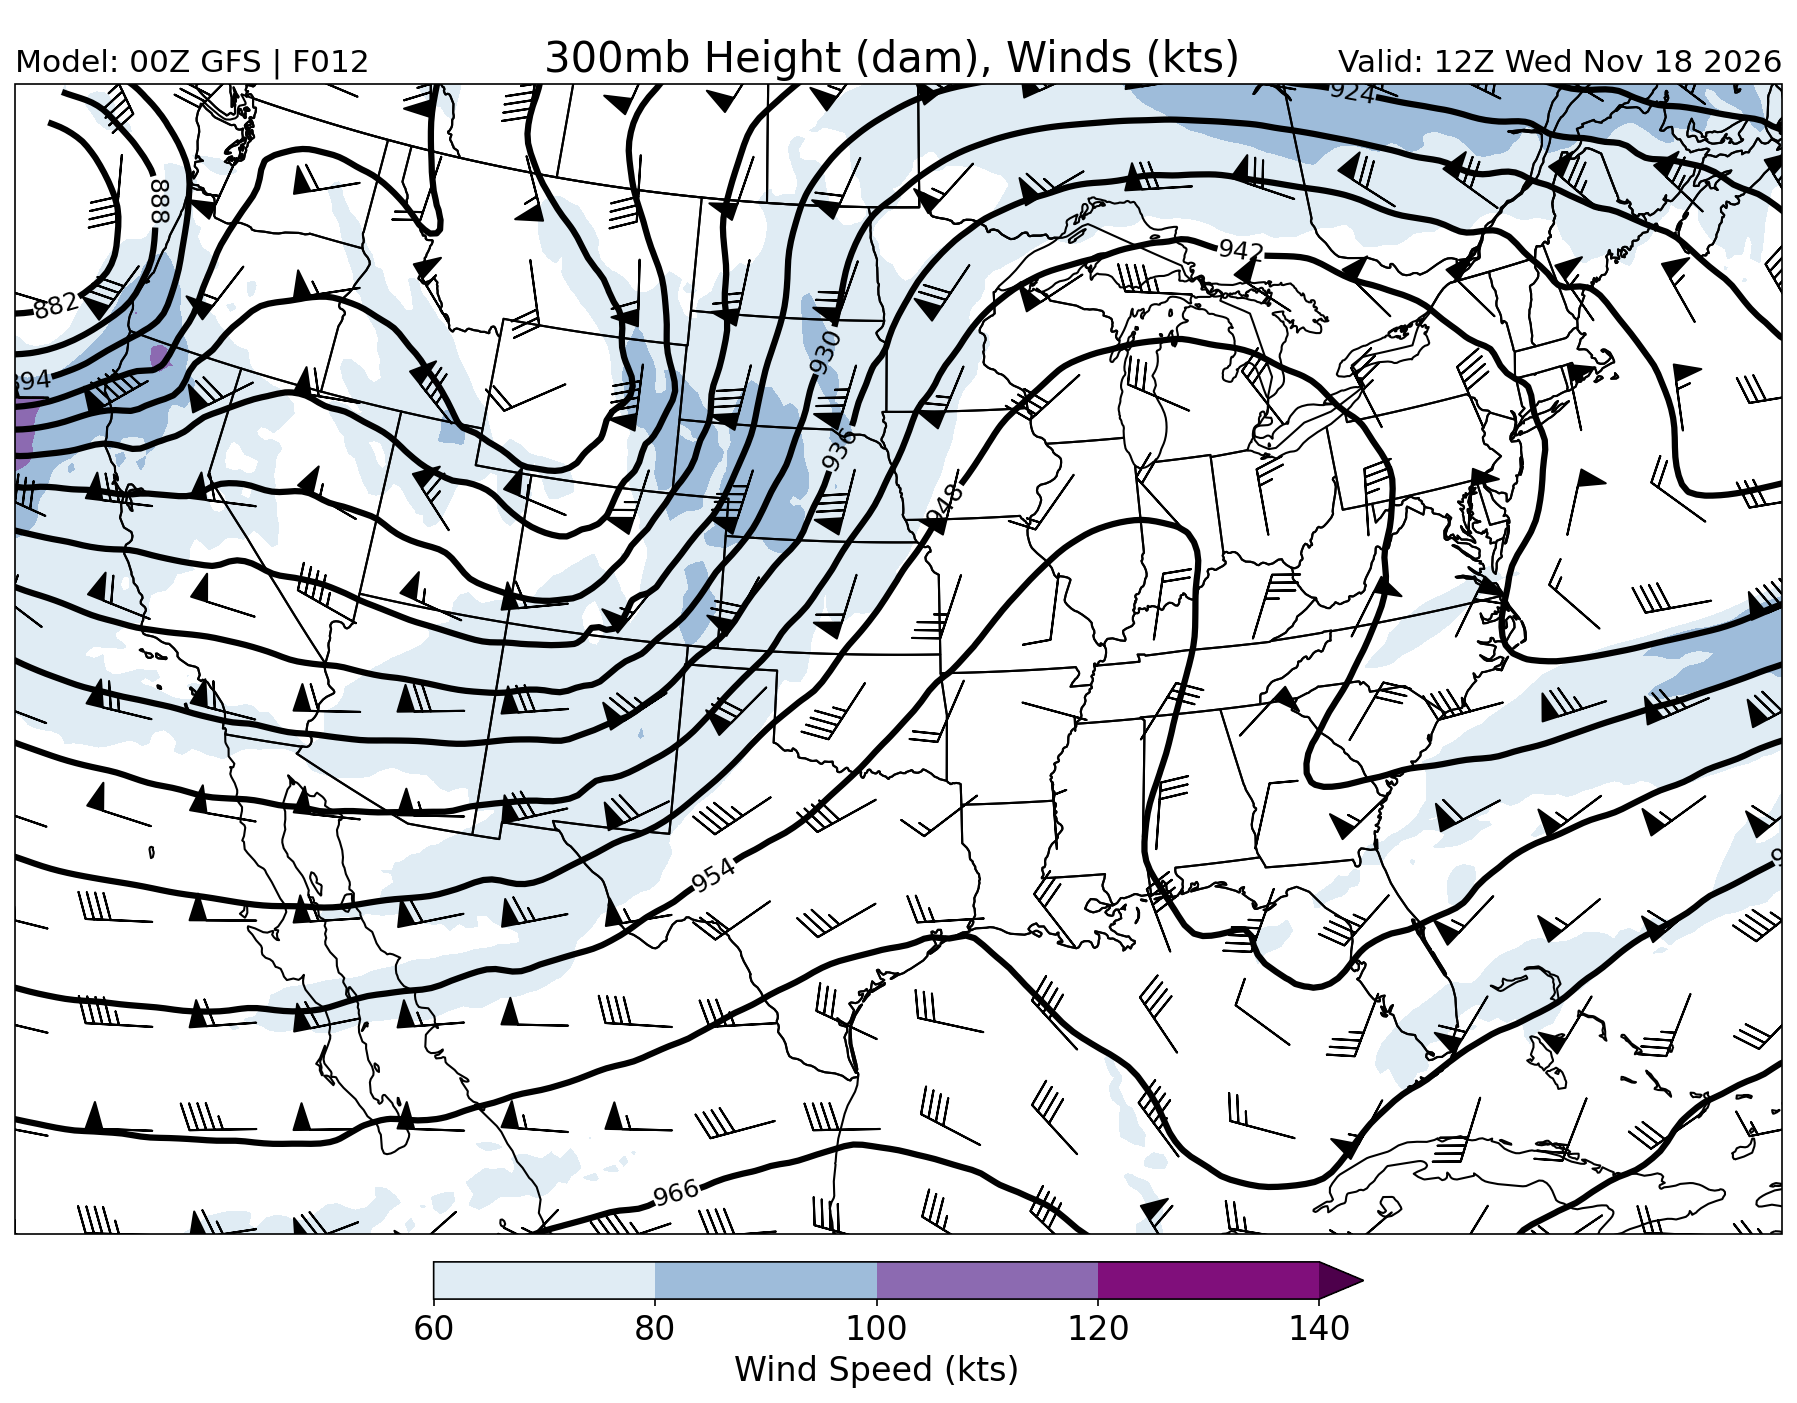 Model: 00Z GFS | F012
300mb Height (dam), Winds (kts)
Valid: 12Z Wed Nov 18 2026
924
888
942
882
930
894
936
948
954
966
60 80 100 120 140
Wind Speed (kts)